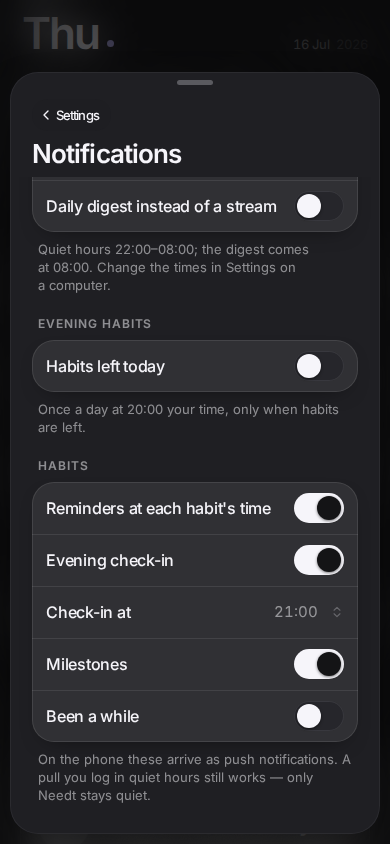 Thu.
16 Jul 2026
Settings
Notifications
Daily digest instead of a stream
Quiet hours 22:00–08:00; the digest comes
at 08:00. Change the times in Settings on
a computer.
EVENING HABITS
Habits left today
Once a day at 20:00 your time, only when habits
are left.
HABITS
Reminders at each habit's time
Evening check-in
Check-in at 21:00
Milestones
Been a while
On the phone these arrive as push notifications. A
pull you log in quiet hours still works — only
Needt stays quiet.